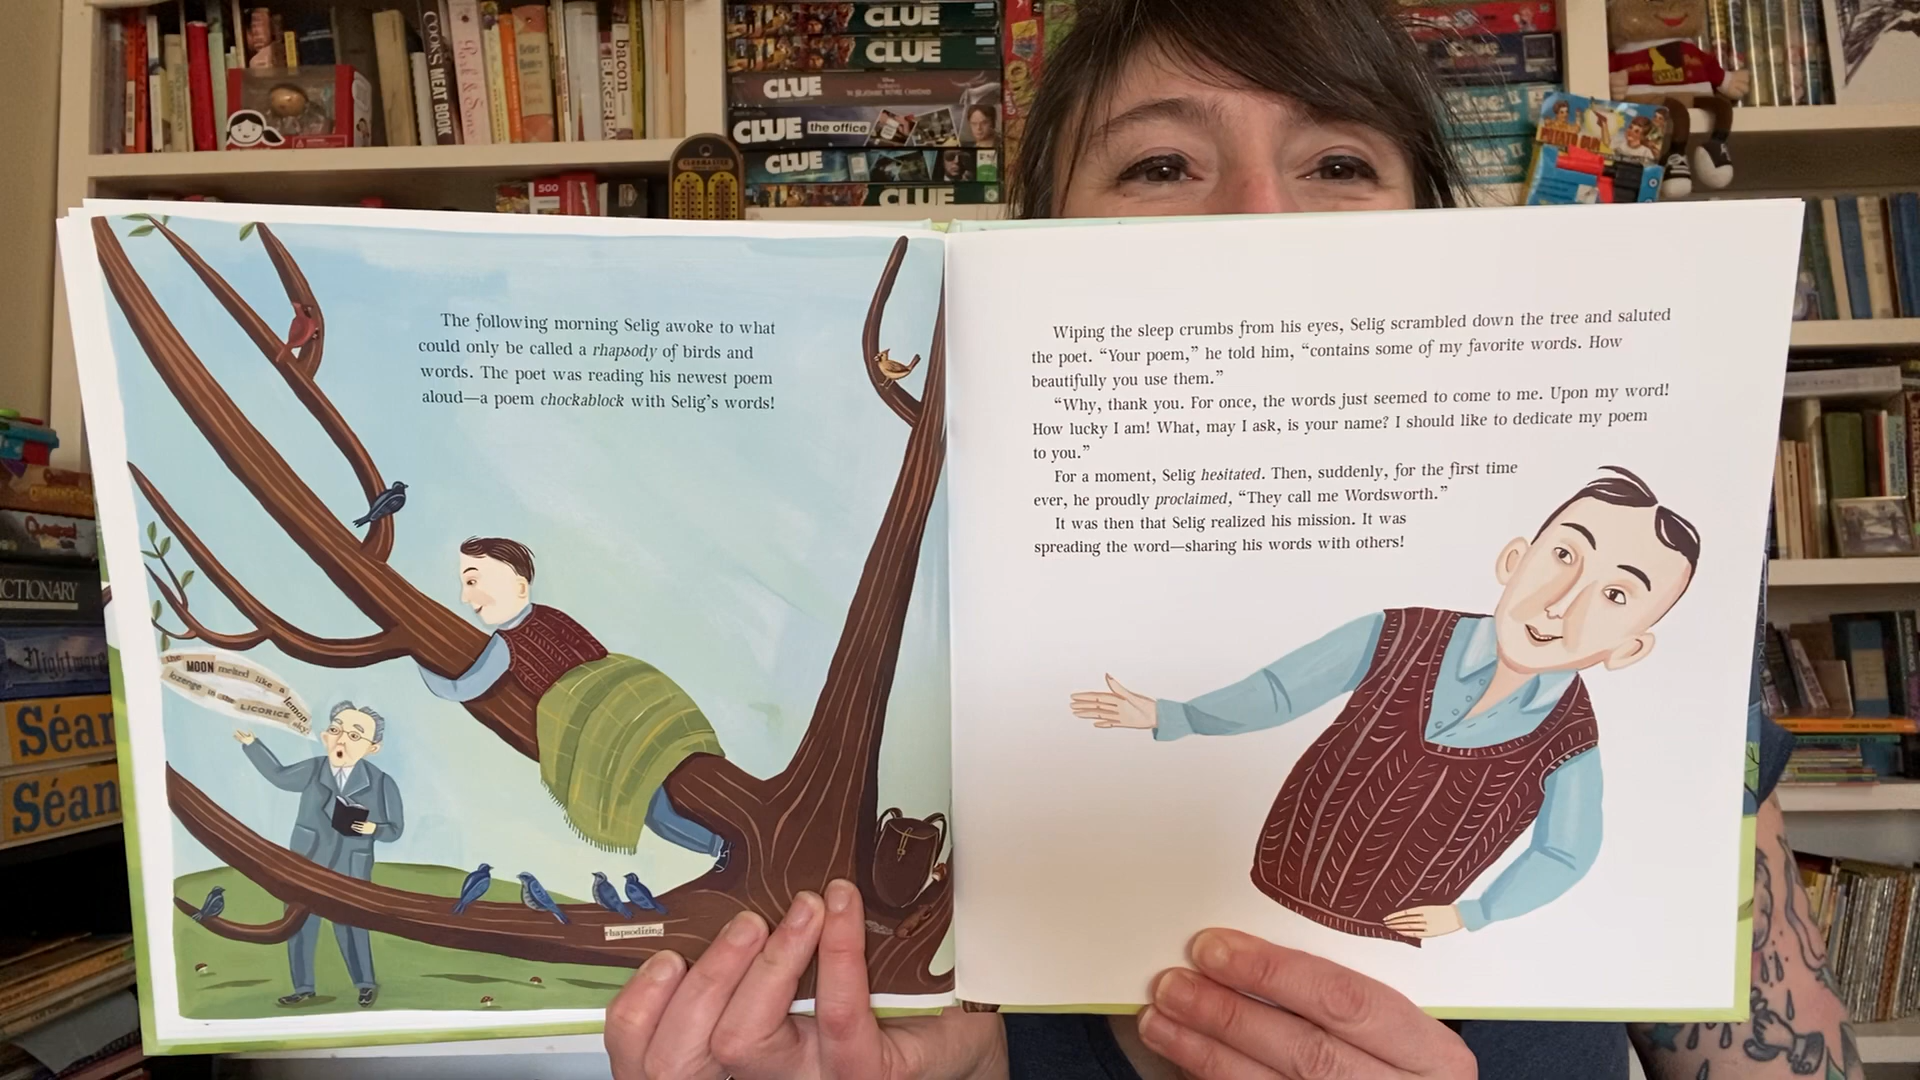 COOK'S MEAT BOOK
Pork & Sons
bacon
CLUE
CLUE
CLUE
CLUE the office
CLUE
CLUE
500
The following morning Selig awoke to what
could only be called a rhapsody of birds and
words. The poet was reading his newest poem
aloud—a poem chockablock with Selig's words!
the MOON melted like a lemon
lozenge in the LICORICE sky!
rhapsodizing
Wiping the sleep crumbs from his eyes, Selig scrambled down the tree and saluted
the poet. “Your poem,” he told him, “contains some of my favorite words. How
beautifully you use them.”
“Why, thank you. For once, the words just seemed to come to me. Upon my word!
How lucky I am! What, may I ask, is your name? I should like to dedicate my poem
to you.”
For a moment, Selig hesitated. Then, suddenly, for the first time
ever, he proudly proclaimed, “They call me Wordsworth.”
It was then that Selig realized his mission. It was
spreading the word—sharing his words with others!
CTIONARY
Nightmare
Séan
Séan